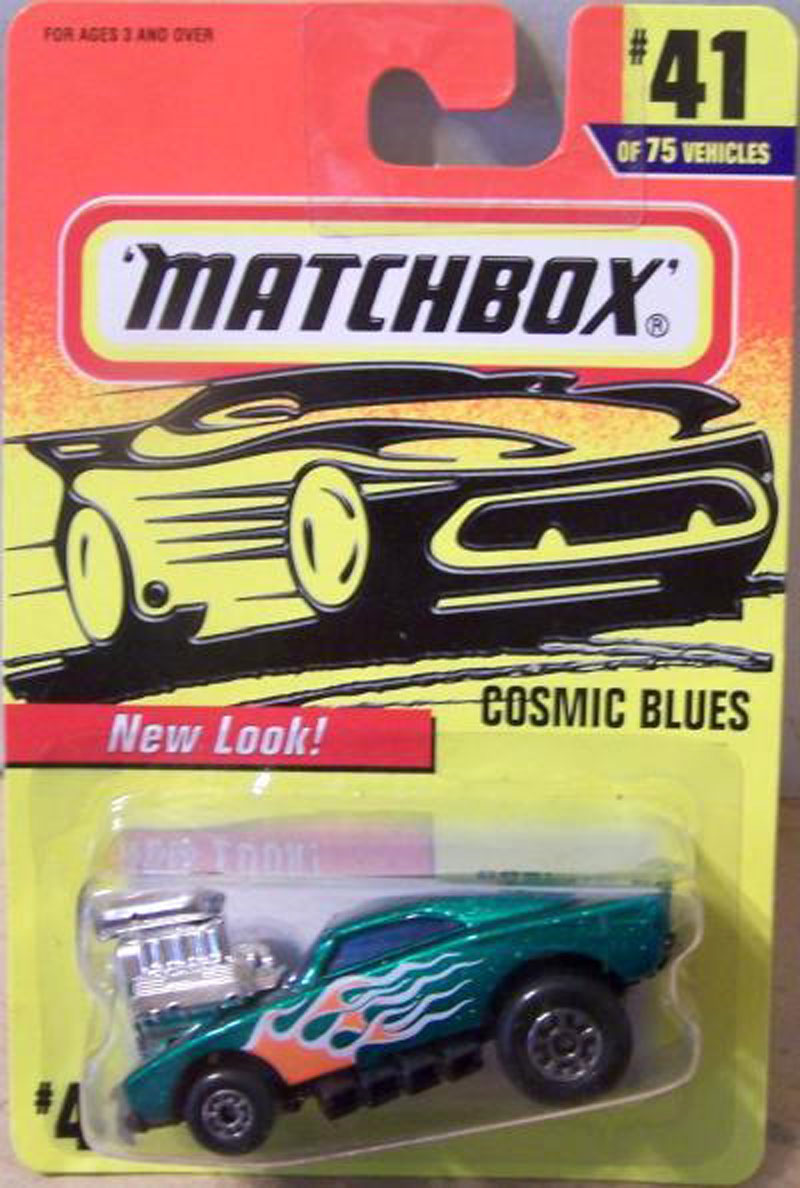 FOR AGES 3 AND OVER
#41
OF 75 VEHICLES
'MATCHBOX'®
COSMIC BLUES
New Look!
#4